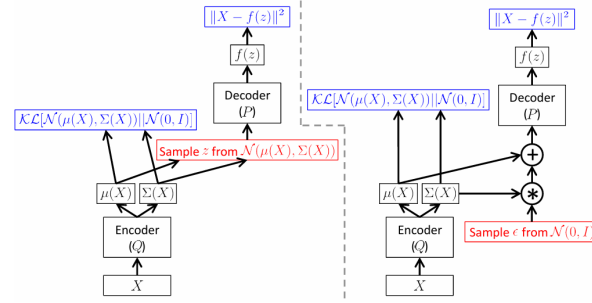 ‖X − f(z)‖²
f(z)
Decoder
(P)
𝒦ℒ[𝒩(μ(X), Σ(X))||𝒩(0, I)]
Sample z from 𝒩(μ(X), Σ(X))
μ(X)
Σ(X)
Encoder
(Q)
X
‖X − f(z)‖²
f(z)
Decoder
(P)
𝒦ℒ[𝒩(μ(X), Σ(X))||𝒩(0, I)]
+
μ(X)
Σ(X)
*
Encoder
(Q)
Sample ϵ from 𝒩(0, I)
X